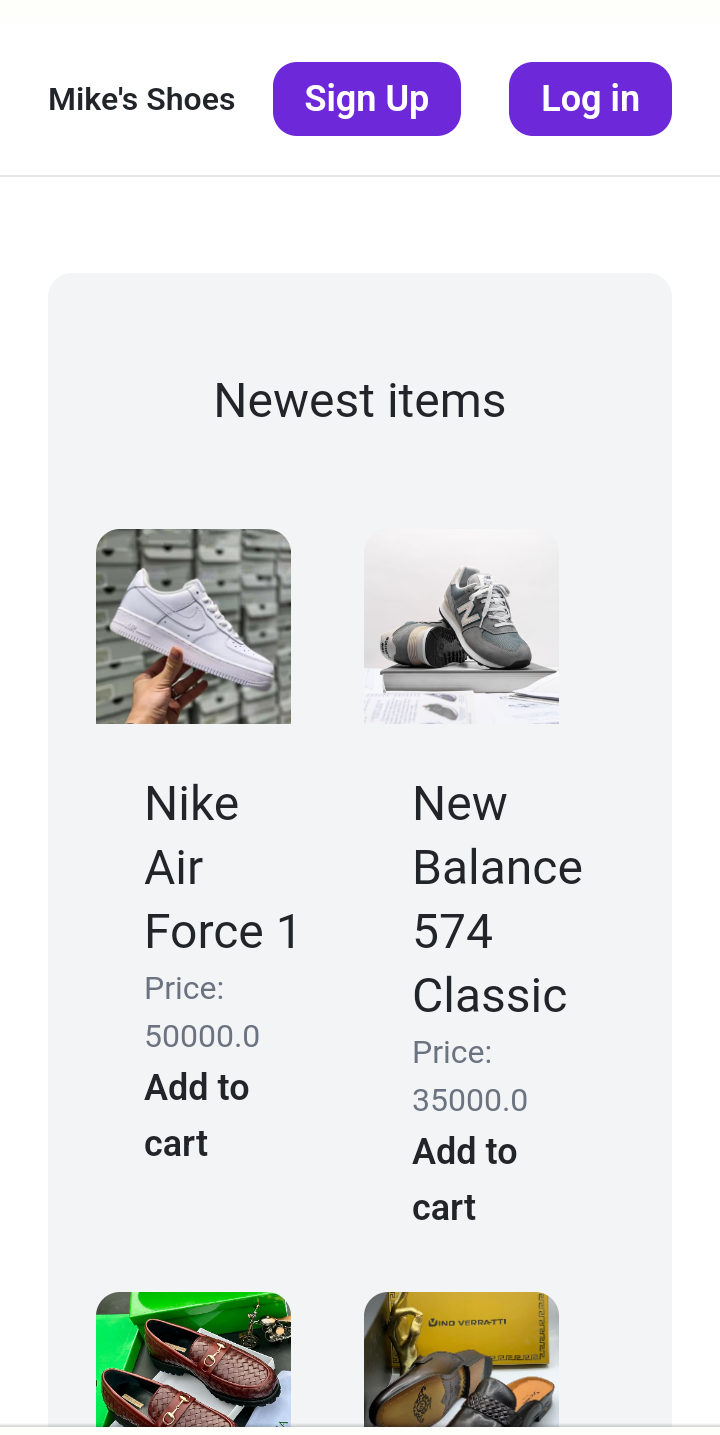 Mike's Shoes
Sign Up
Log in
Newest items
Nike
Air
Force 1
Price:
50000.0
Add to
cart
New
Balance
574
Classic
Price:
35000.0
Add to
cart
VINO VERRATTI